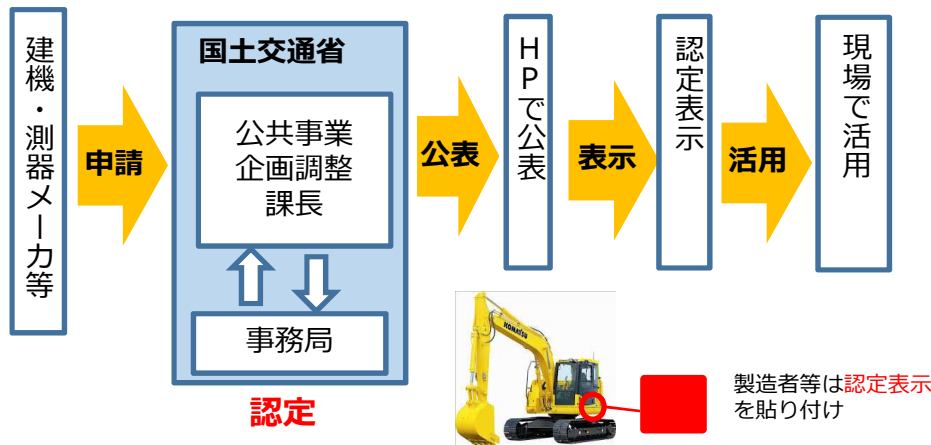 建機・測器メーカ等
申請
国土交通省
公共事業
企画調整
課長
事務局
認定
公表
HPで公表
表示
認定表示
活用
現場で活用
KOMATSU
製造者等は認定表示
を貼り付け